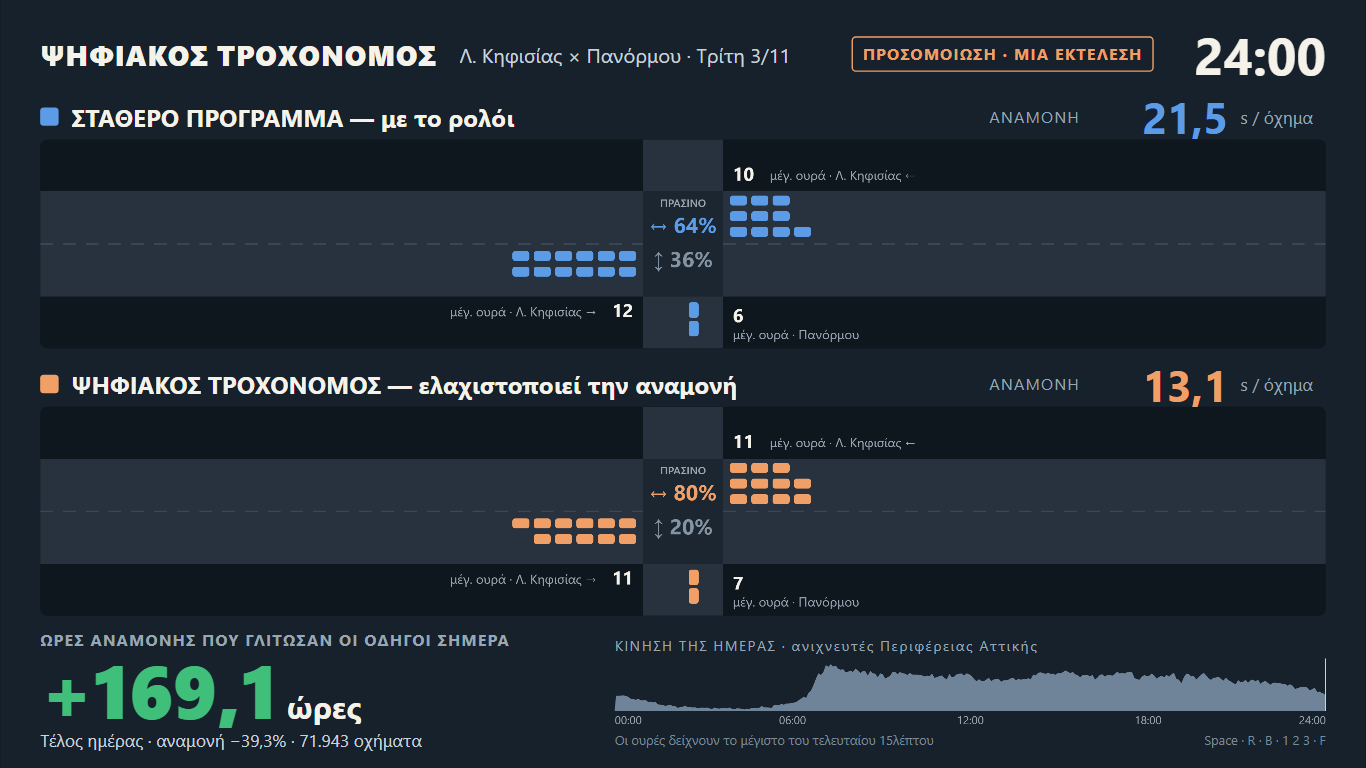 ΨΗΦΙΑΚΟΣ ΤΡΟΧΟΝΟΜΟΣ Λ. Κηφισίας × Πανόρμου · Τρίτη 3/11 ΠΡΟΣΟΜΟΙΩΣΗ · ΜΙΑ ΕΚΤΕΛΕΣΗ 24:00
ΣΤΑΘΕΡΟ ΠΡΟΓΡΑΜΜΑ — με το ρολόι ΑΝΑΜΟΝΗ 21,5 s / όχημα
10 μέγ. ουρά · Λ. Κηφισίας ←
ΠΡΑΣΙΝΟ
↔ 64%
↕ 36%
μέγ. ουρά · Λ. Κηφισίας → 12
6
μέγ. ουρά · Πανόρμου
ΨΗΦΙΑΚΟΣ ΤΡΟΧΟΝΟΜΟΣ — ελαχιστοποιεί την αναμονή ΑΝΑΜΟΝΗ 13,1 s / όχημα
11 μέγ. ουρά · Λ. Κηφισίας ←
ΠΡΑΣΙΝΟ
↔ 80%
↕ 20%
μέγ. ουρά · Λ. Κηφισίας → 11
7
μέγ. ουρά · Πανόρμου
ΩΡΕΣ ΑΝΑΜΟΝΗΣ ΠΟΥ ΓΛΙΤΩΣΑΝ ΟΙ ΟΔΗΓΟΙ ΣΗΜΕΡΑ
+169,1 ώρες
Τέλος ημέρας · αναμονή −39,3% · 71.943 οχήματα
ΚΙΝΗΣΗ ΤΗΣ ΗΜΕΡΑΣ · ανιχνευτές Περιφέρειας Αττικής
00:00 06:00 12:00 18:00 24:00
Οι ουρές δείχνουν το μέγιστο του τελευταίου 15λέπτου Space · R · B · 1 2 3 · F